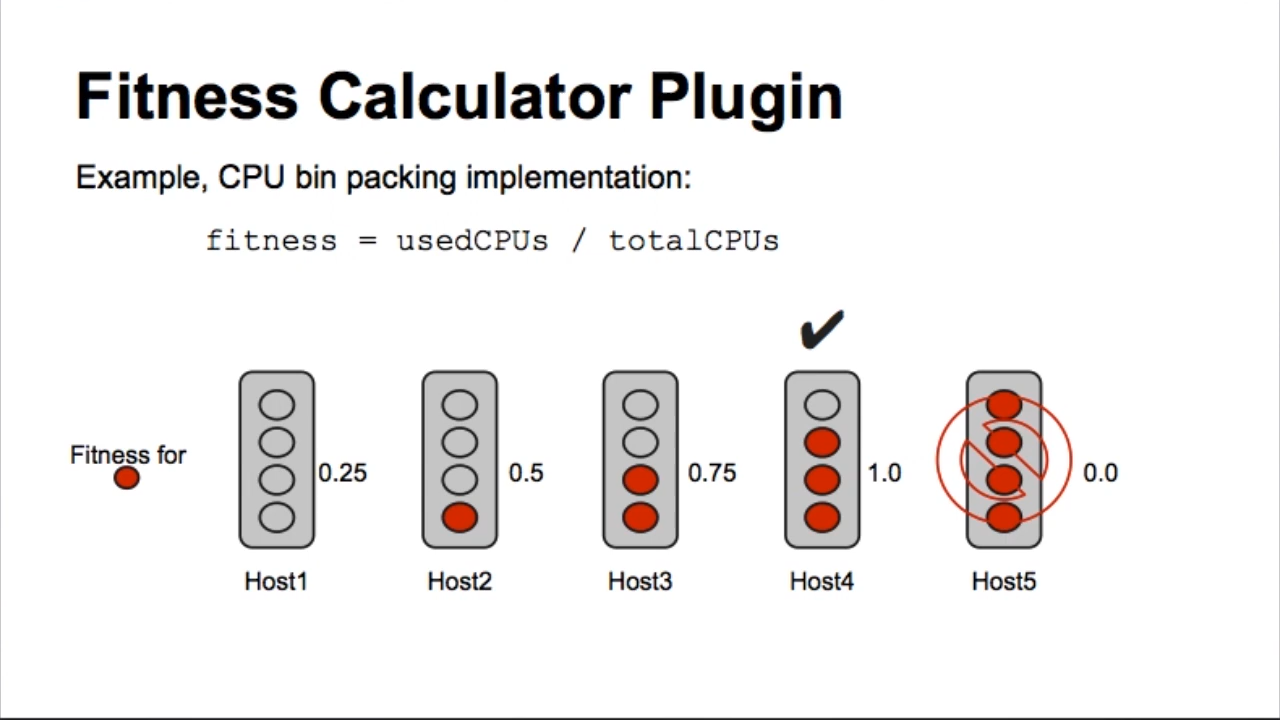 Fitness Calculator Plugin
Example, CPU bin packing implementation:
fitness = usedCPUs / totalCPUs
Fitness for
0.25
0.5
0.75
1.0
0.0
Host1
Host2
Host3
Host4
Host5